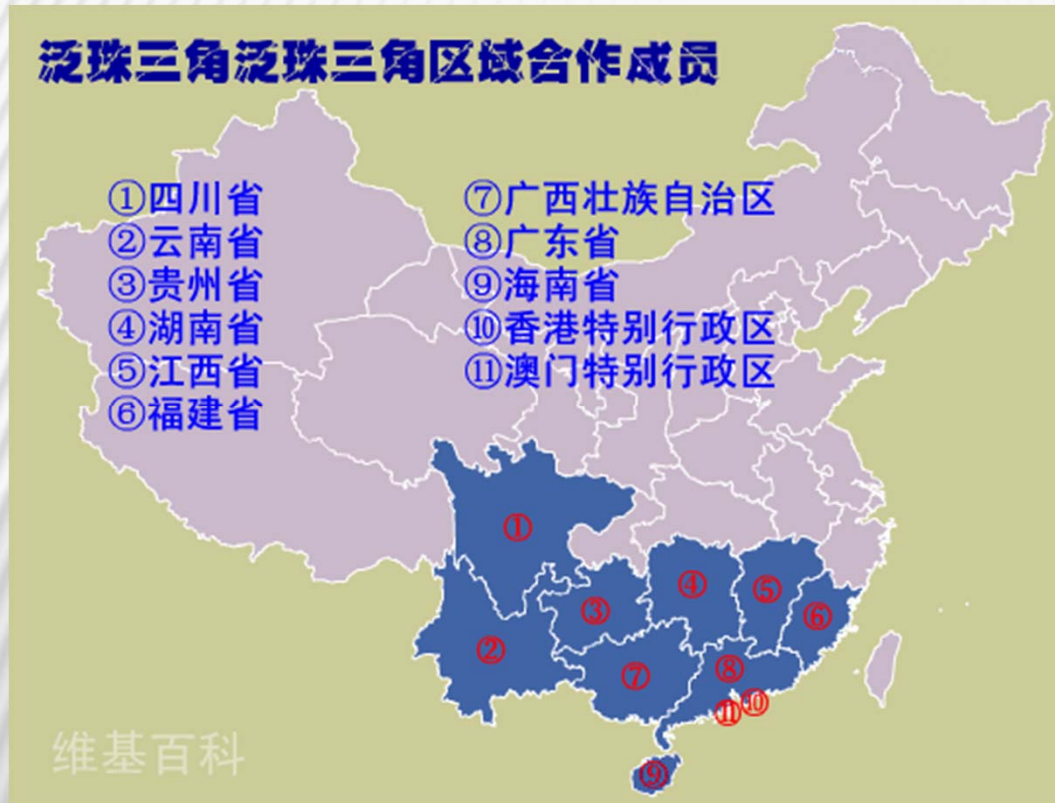 泛珠三角泛珠三角区域合作成员
①四川省
②云南省
③贵州省
④湖南省
⑤江西省
⑥福建省
⑦广西壮族自治区
⑧广东省
⑨海南省
⑩香港特别行政区
⑪澳门特别行政区
①
②
③
④
⑤
⑥
⑦
⑧
⑨
⑩
⑪
维基百科